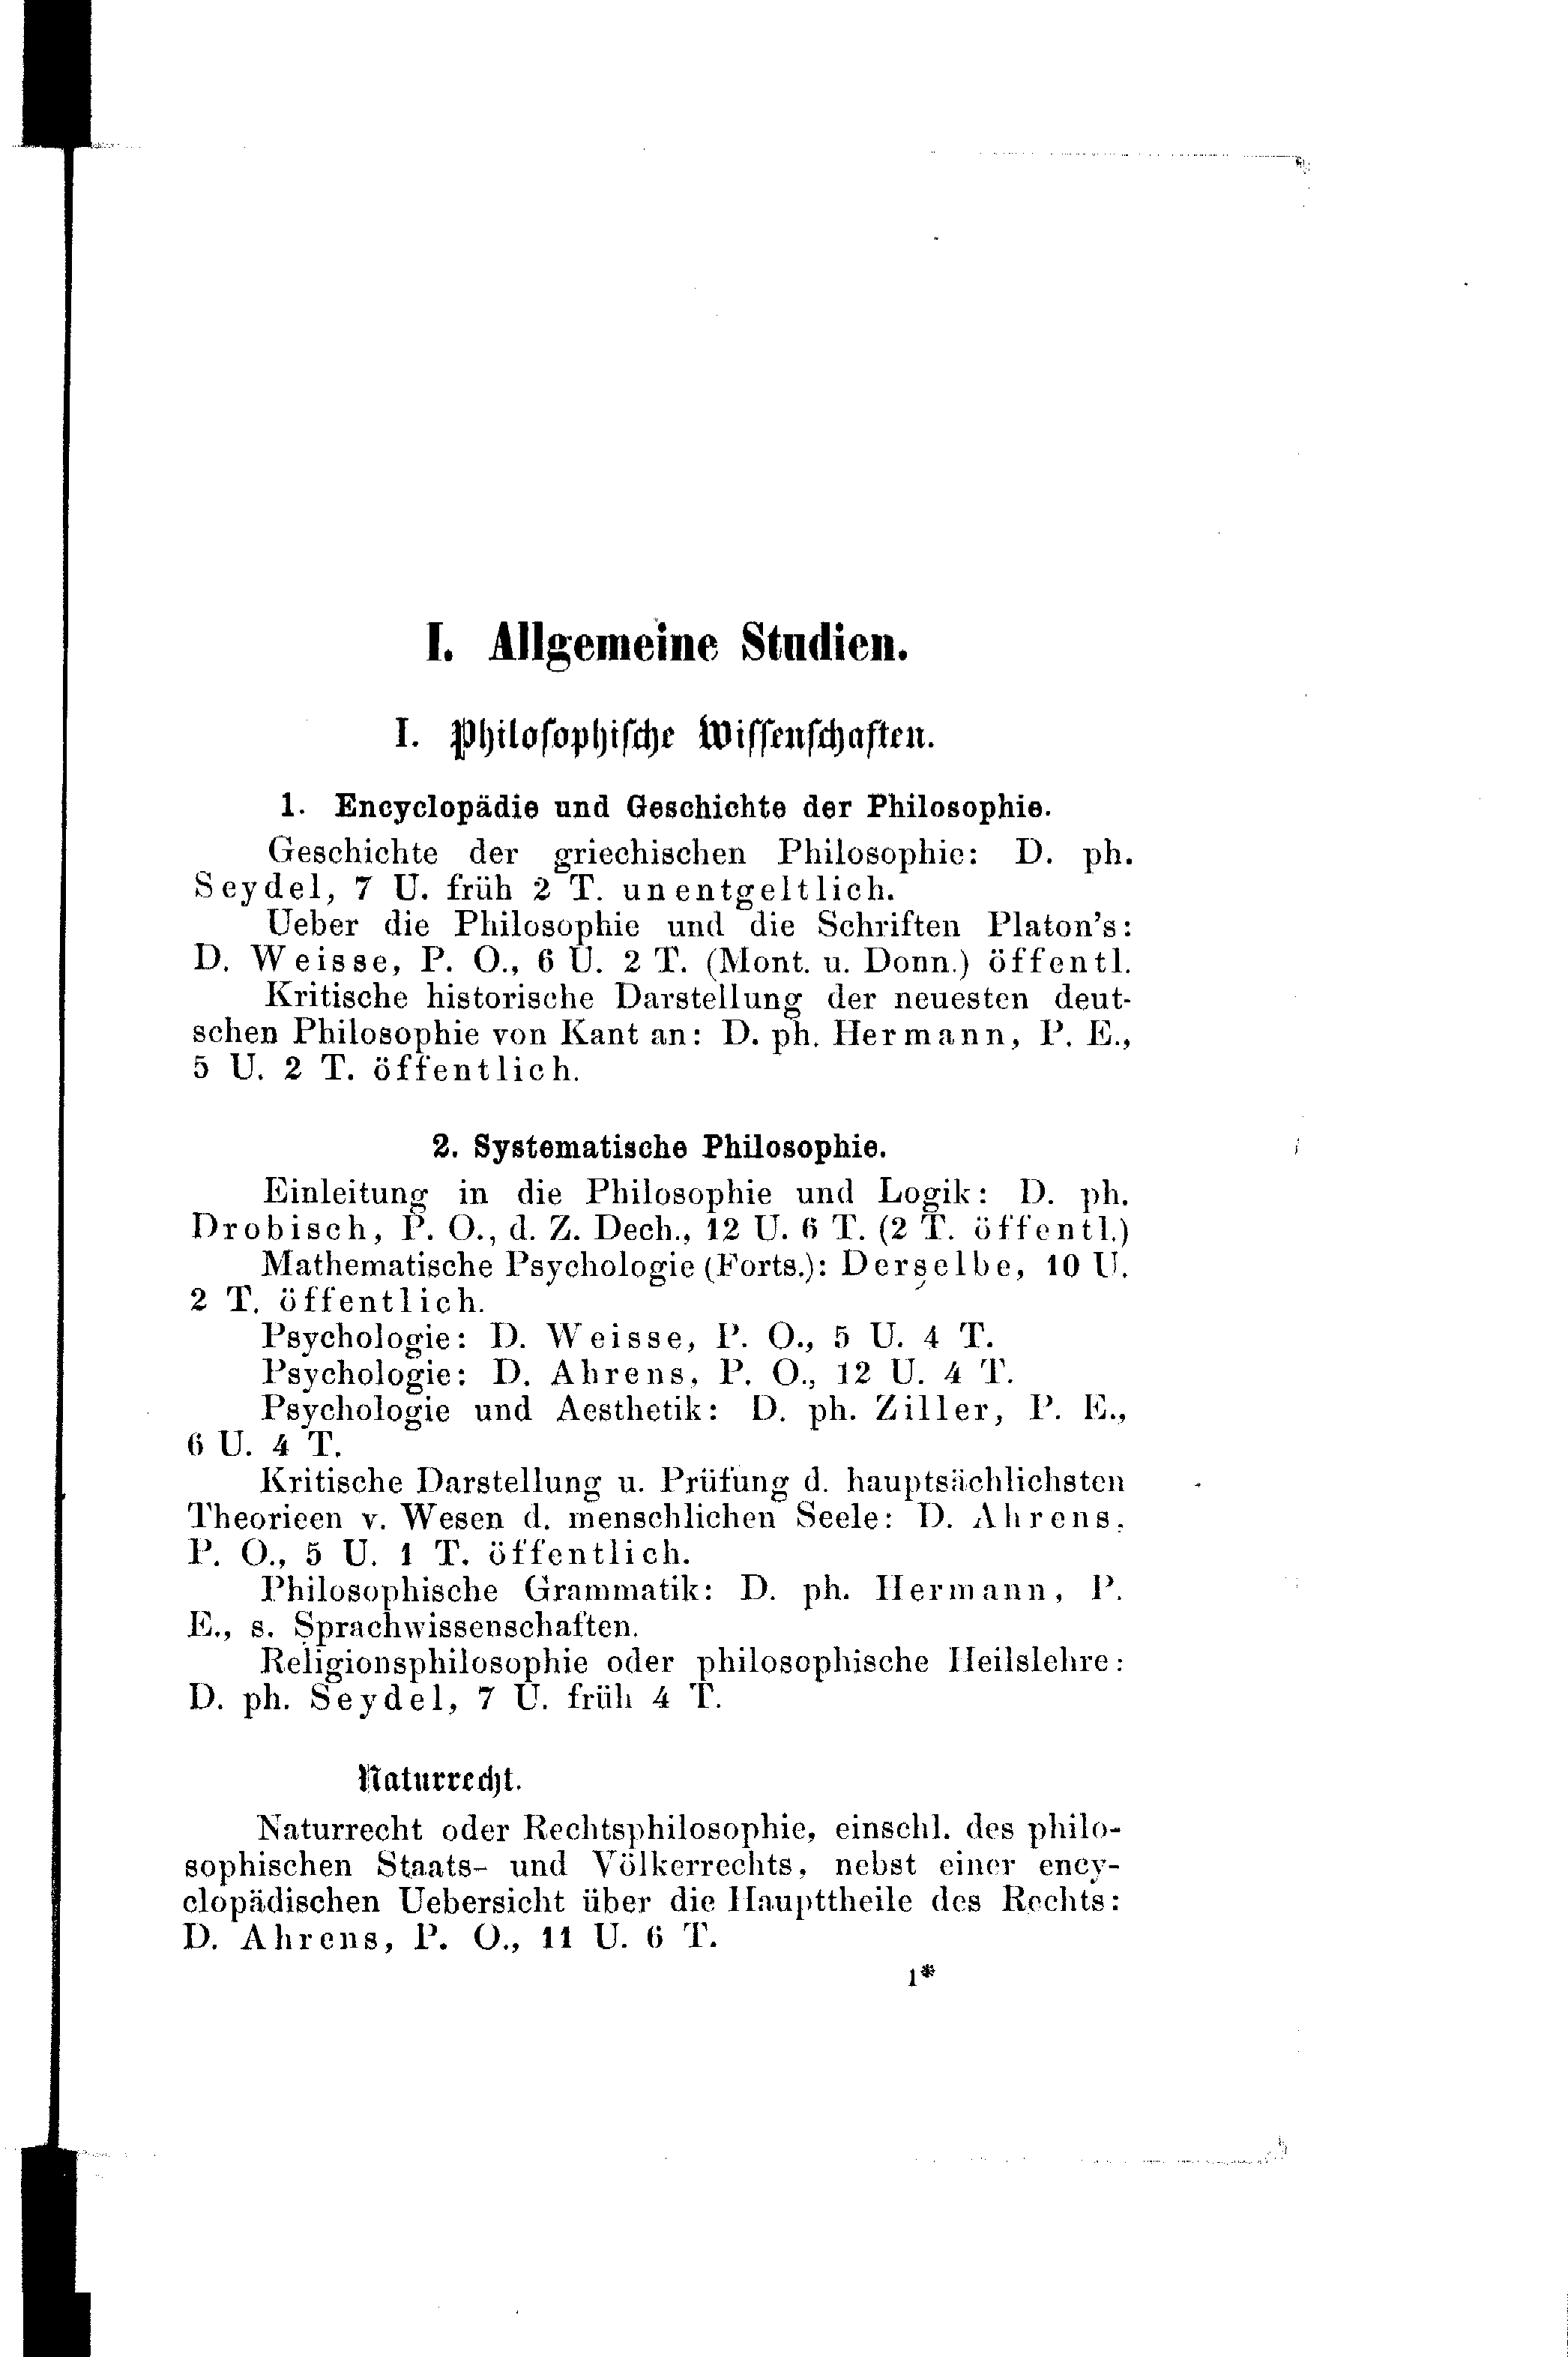 I. Allgemeine Studien.
I. Philosophische Wissenschaften.
1. Encyclopädie und Geschichte der Philosophie.
Geschichte der griechischen Philosophie: D. ph.
Seydel, 7 U. früh 2 T. unentgeltlich.
Ueber die Philosophie und die Schriften Platon's:
D. Weisse, P. O., 6 U. 2 T. (Mont. u. Donn.) öffentl.
Kritische historische Darstellung der neuesten deut-
schen Philosophie von Kant an: D. ph. Hermann, P. E.,
5 U. 2 T. öffentlich.
2. Systematische Philosophie.
Einleitung in die Philosophie und Logik: D. ph.
Drobisch, P. O., d. Z. Dech., 12 U. 6 T. (2 T. öffentl.)
Mathematische Psychologie (Forts.): Derselbe, 10 U.
2 T. öffentlich.
Psychologie: D. Weisse, P. O., 5 U. 4 T.
Psychologie: D. Ahrens, P. O., 12 U. 4 T.
Psychologie und Aesthetik: D. ph. Ziller, P. E.,
6 U. 4 T.
Kritische Darstellung u. Prüfung d. hauptsächlichsten
Theorieen v. Wesen d. menschlichen Seele: D. Ahrens,
P. O., 5 U. 1 T. öffentlich.
Philosophische Grammatik: D. ph. Hermann, P.
E., s. Sprachwissenschaften.
Religionsphilosophie oder philosophische Heilslehre:
D. ph. Seydel, 7 U. früh 4 T.
Naturrecht.
Naturrecht oder Rechtsphilosophie, einschl. des philo-
sophischen Staats- und Völkerrechts, nebst einer ency-
clopädischen Uebersicht über die Haupttheile des Rechts:
D. Ahrens, P. O., 11 U. 6 T.
1*